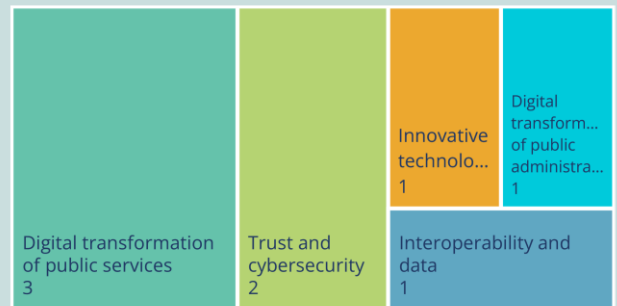 Digital transformation
of public services
3
Trust and
cybersecurity
2
Innovative
technolo...
1
Digital
transform...
of public
administra...
1
Interoperability and
data
1